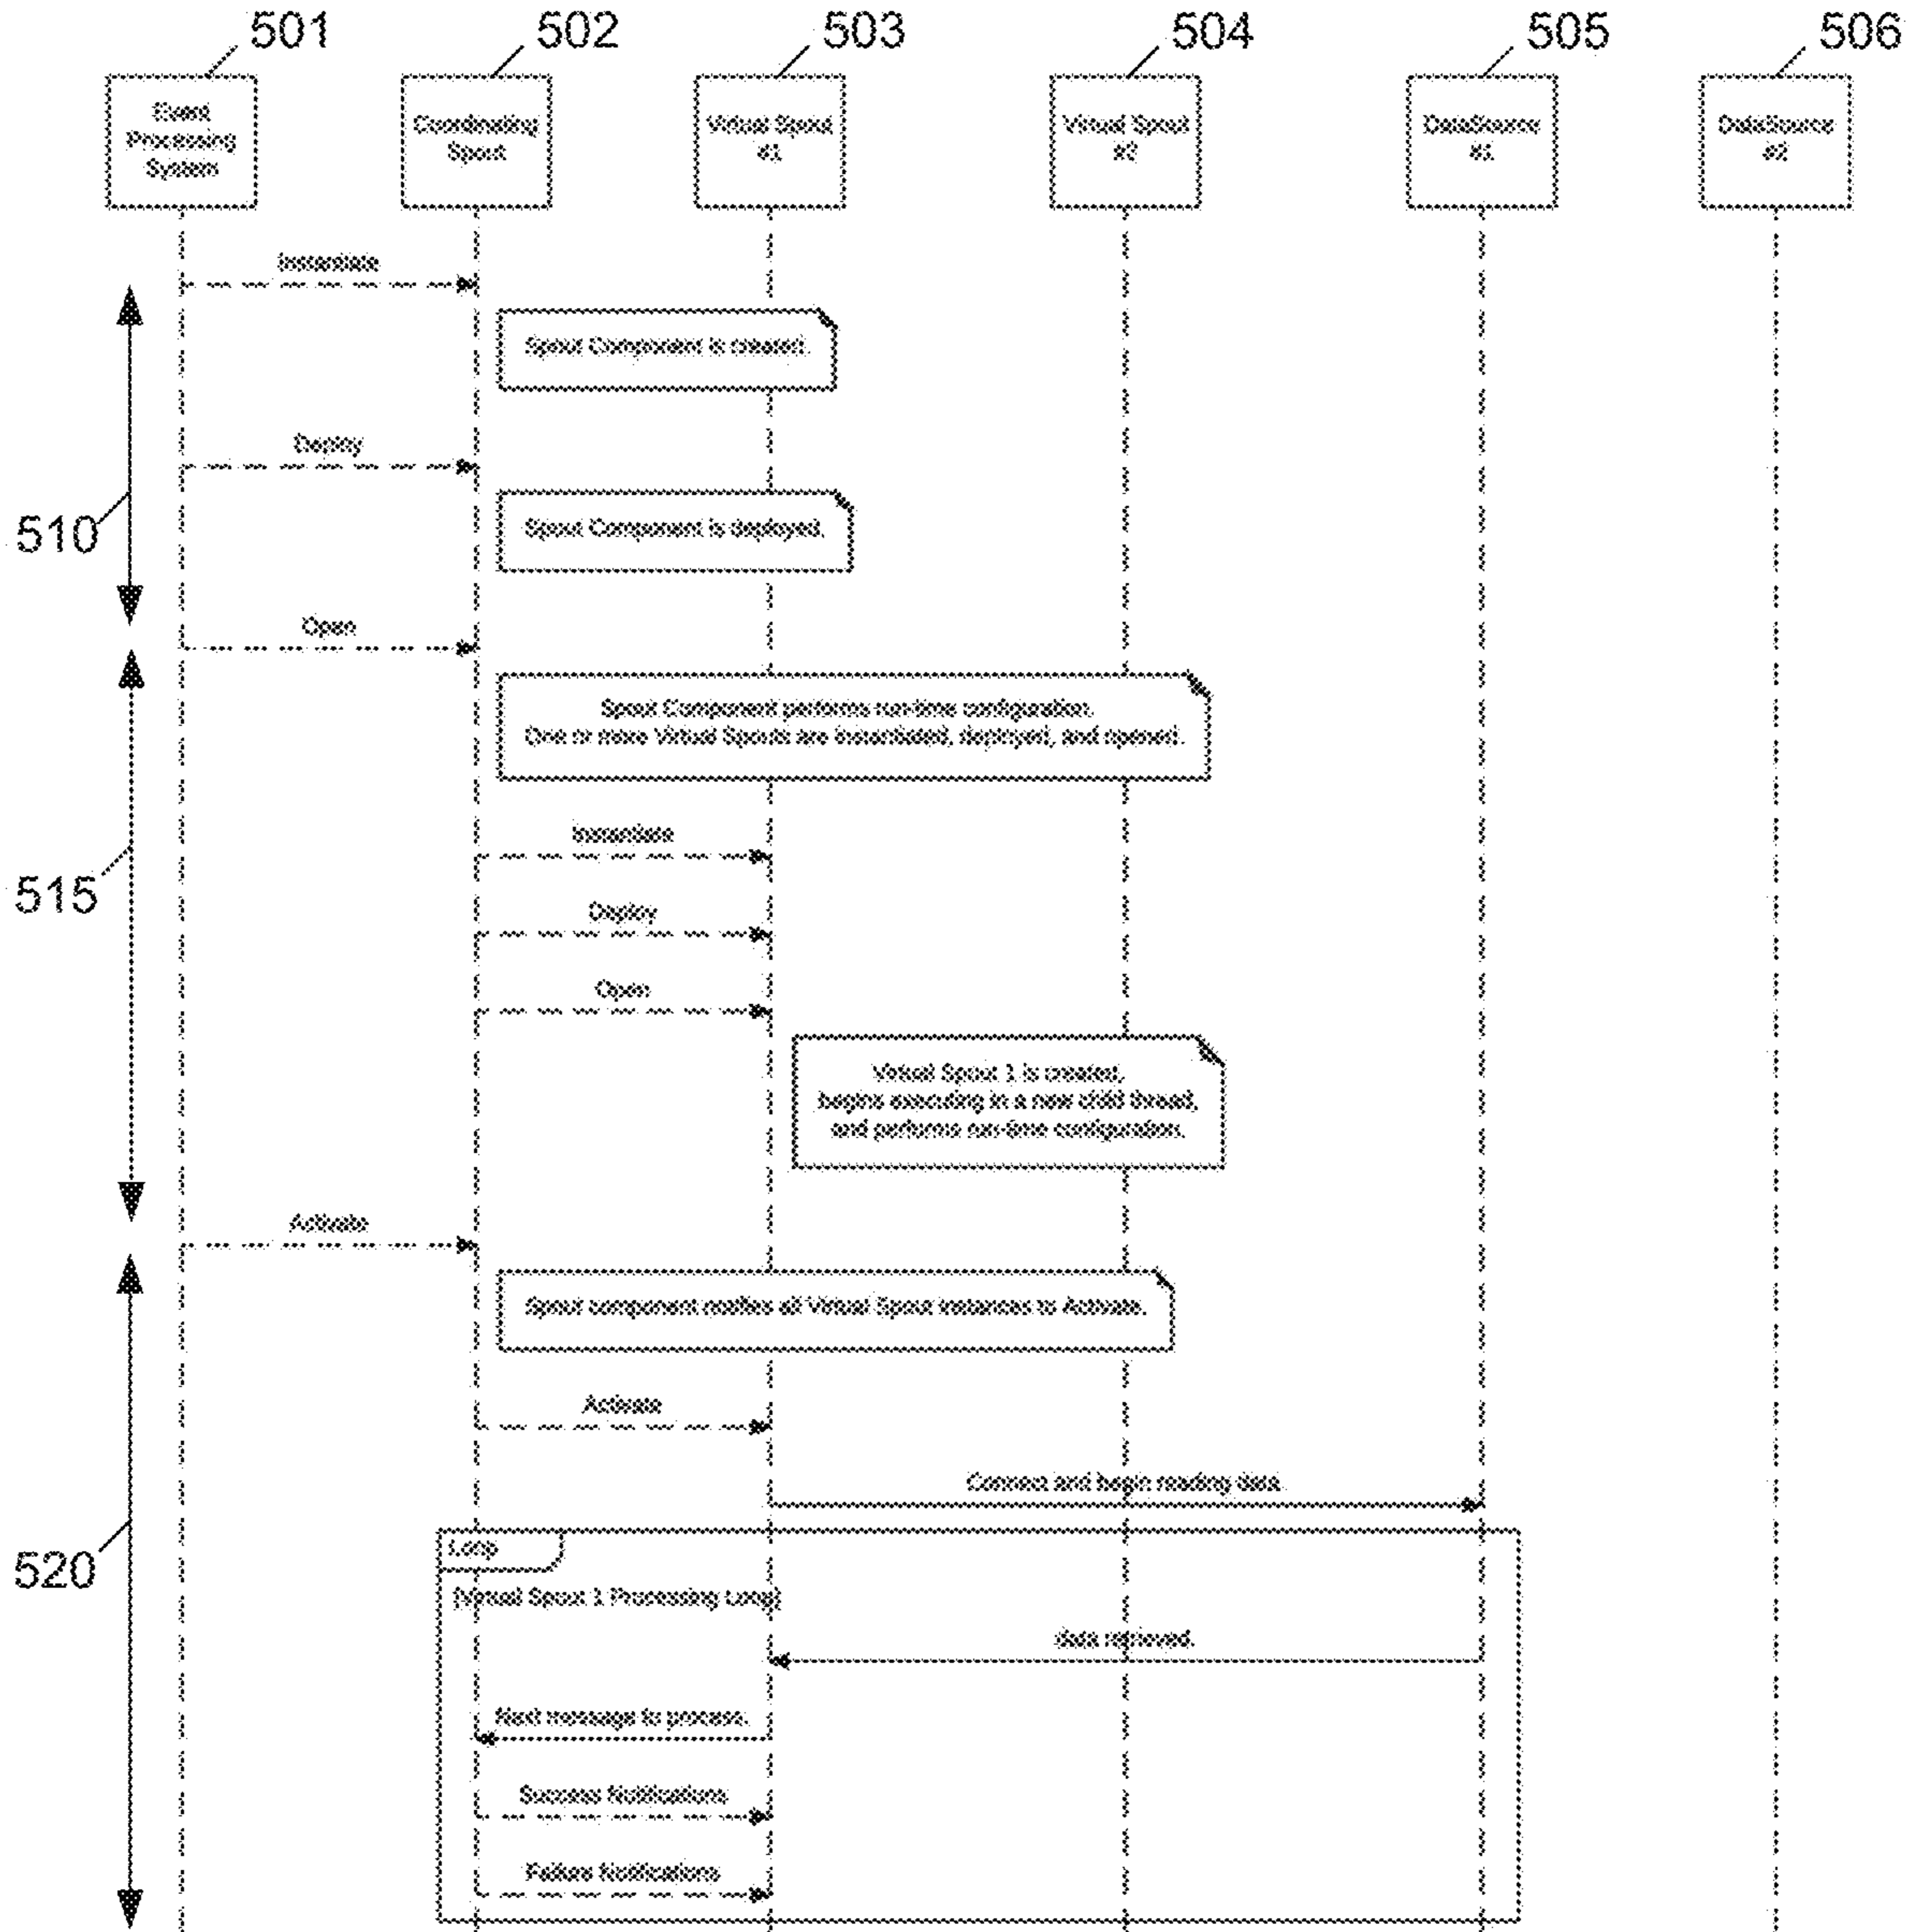 501
502
503
504
505
506
Event
Processing
System
Coordinating
Spout
Virtual Spout
#1
Virtual Spout
#2
DataSource
#1
DataSource
#2
Instantiate
Spout Component is created.
Deploy
Spout Component is deployed.
510
Open
Spout Component performs run-time configuration.
One or more Virtual Spouts are instantiated, deployed, and opened.
Instantiate
515
Deploy
Open
Virtual Spout 1 is created,
begins executing in a new child thread,
and performs run-time configuration.
Activate
Spout component notifies all Virtual Spout instances to Activate.
Activate
Connect and begin reading data.
Loop
520
[Virtual Spout 1 Processing Loop]
data retrieved.
Next message to process.
Success Notifications
Failure Notifications